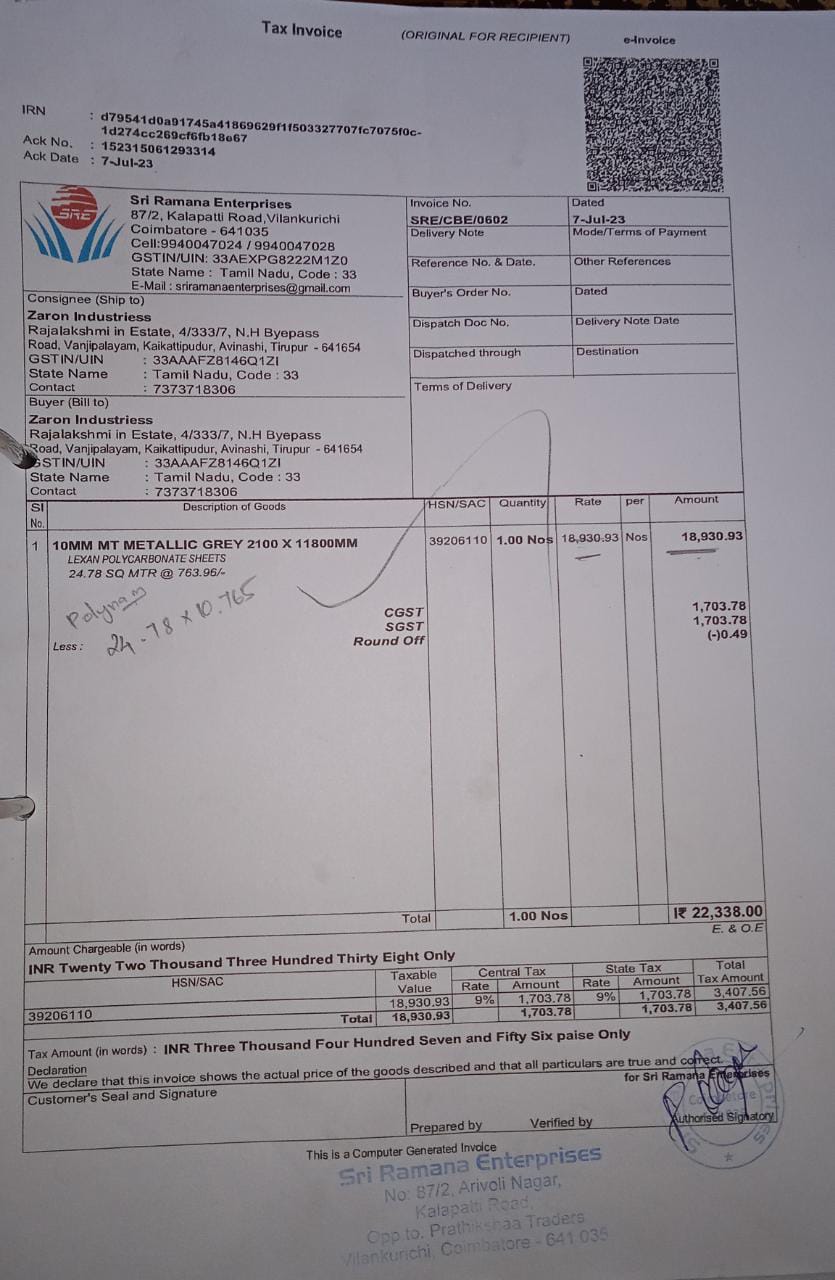 Tax Invoice
(ORIGINAL FOR RECIPIENT)
e-Invoice
IRN : d79541d0a91745a41869629f1f503327707fc7075f0c-
1d274cc269cf6fb18e67
Ack No. : 152315061293314
Ack Date : 7-Jul-23
SRE
Sri Ramana Enterprises
87/2, Kalapatti Road,Vilankurichi
Coimbatore - 641035
Cell:9940047024 / 9940047028
GSTIN/UIN: 33AEXPG8222M1Z0
State Name : Tamil Nadu, Code : 33
E-Mail : sriramanaenterprises@gmail.com
Invoice No.
SRE/CBE/0602
Dated
7-Jul-23
Delivery Note
Mode/Terms of Payment
Reference No. & Date.
Other References
Buyer's Order No.
Dated
Dispatch Doc No.
Delivery Note Date
Dispatched through
Destination
Terms of Delivery
Consignee (Ship to)
Zaron Industriess
Rajalakshmi in Estate, 4/333/7, N.H Byepass
Road, Vanjipalayam, Kaikattipudur, Avinashi, Tirupur - 641654
GSTIN/UIN : 33AAAFZ8146Q1ZI
State Name : Tamil Nadu, Code : 33
Contact : 7373718306
Buyer (Bill to)
Zaron Industriess
Rajalakshmi in Estate, 4/333/7, N.H Byepass
Road, Vanjipalayam, Kaikattipudur, Avinashi, Tirupur - 641654
GSTIN/UIN : 33AAAFZ8146Q1ZI
State Name : Tamil Nadu, Code : 33
Contact : 7373718306
Sl No. Description of Goods HSN/SAC Quantity Rate per Amount
1 10MM MT METALLIC GREY 2100 X 11800MM 39206110 1.00 Nos 18,930.93 Nos 18,930.93
LEXAN POLYCARBONATE SHEETS
24.78 SQ MTR @ 763.96/-
24.78 x 10.765
CGST 1,703.78
SGST 1,703.78
Less : Round Off (-)0.49
Total 1.00 Nos I₹ 22,338.00
E. & O.E
Amount Chargeable (in words)
INR Twenty Two Thousand Three Hundred Thirty Eight Only
HSN/SAC Taxable Value Central Tax Rate Amount State Tax Rate Amount Total Tax Amount
39206110 18,930.93 9% 1,703.78 9% 1,703.78 3,407.56
Total 18,930.93 1,703.78 1,703.78 3,407.56
Tax Amount (in words) : INR Three Thousand Four Hundred Seven and Fifty Six paise Only
Declaration
We declare that this invoice shows the actual price of the goods described and that all particulars are true and correct.
Customer's Seal and Signature
for Sri Ramana Enterprises
Prepared by
Verified by
Authorised Signatory
This is a Computer Generated Invoice
Sri Ramana Enterprises
No: 87/2, Arivoli Nagar,
Kalapatti Road,
Opp.to. Prathikshaa Traders
Vilankurichi, Coimbatore - 641 035